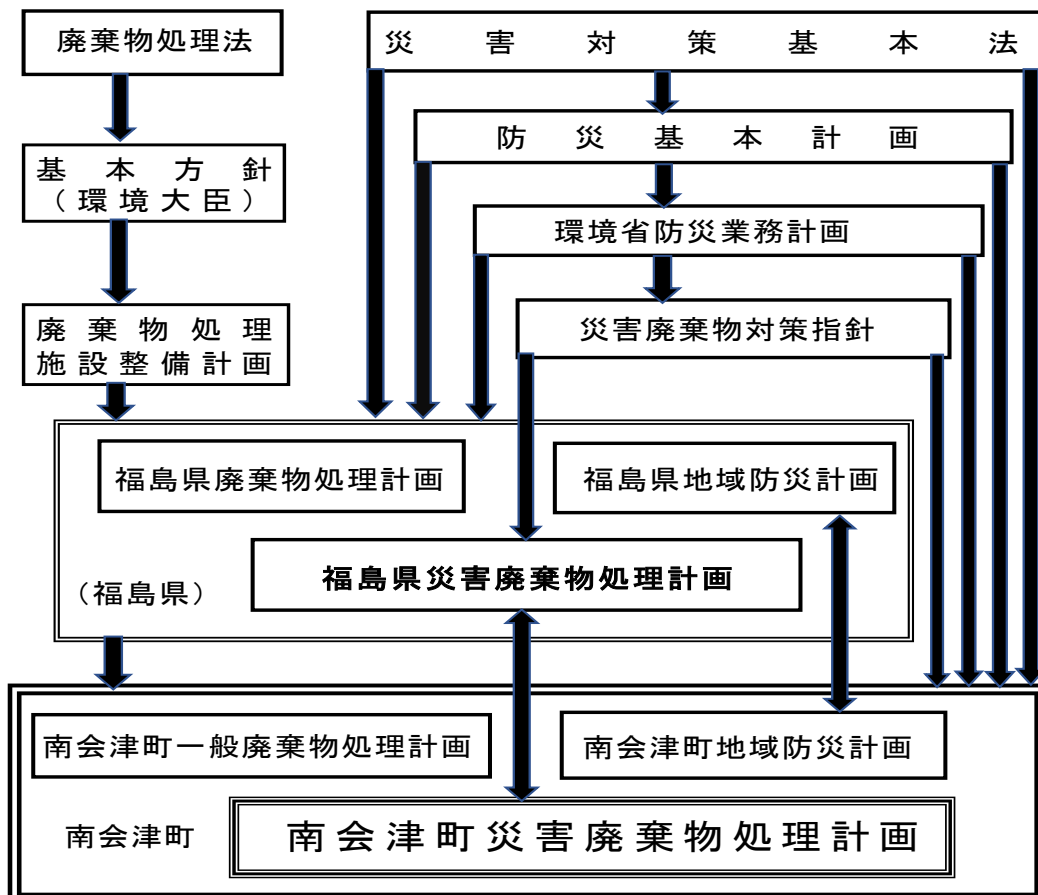 廃棄物処理法
災害対策基本法
防災基本計画
基本方針
(環境大臣)
環境省防災業務計画
廃棄物処理
施設整備計画
災害廃棄物対策指針
福島県廃棄物処理計画
福島県地域防災計画
福島県災害廃棄物処理計画
(福島県)
南会津町一般廃棄物処理計画
南会津町地域防災計画
南会津町
南会津町災害廃棄物処理計画